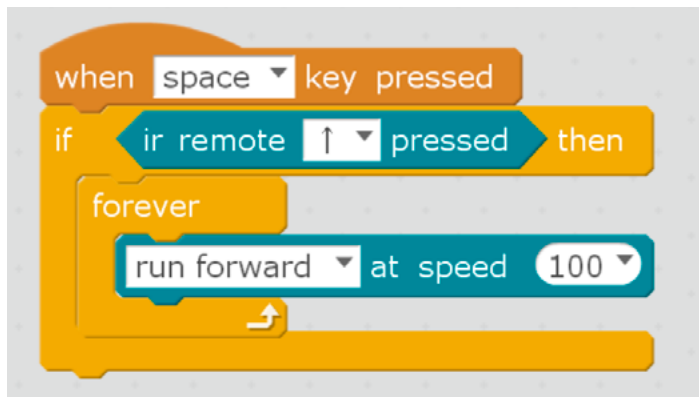 when space key pressed
if ir remote ↑ pressed then
forever
run forward at speed 100